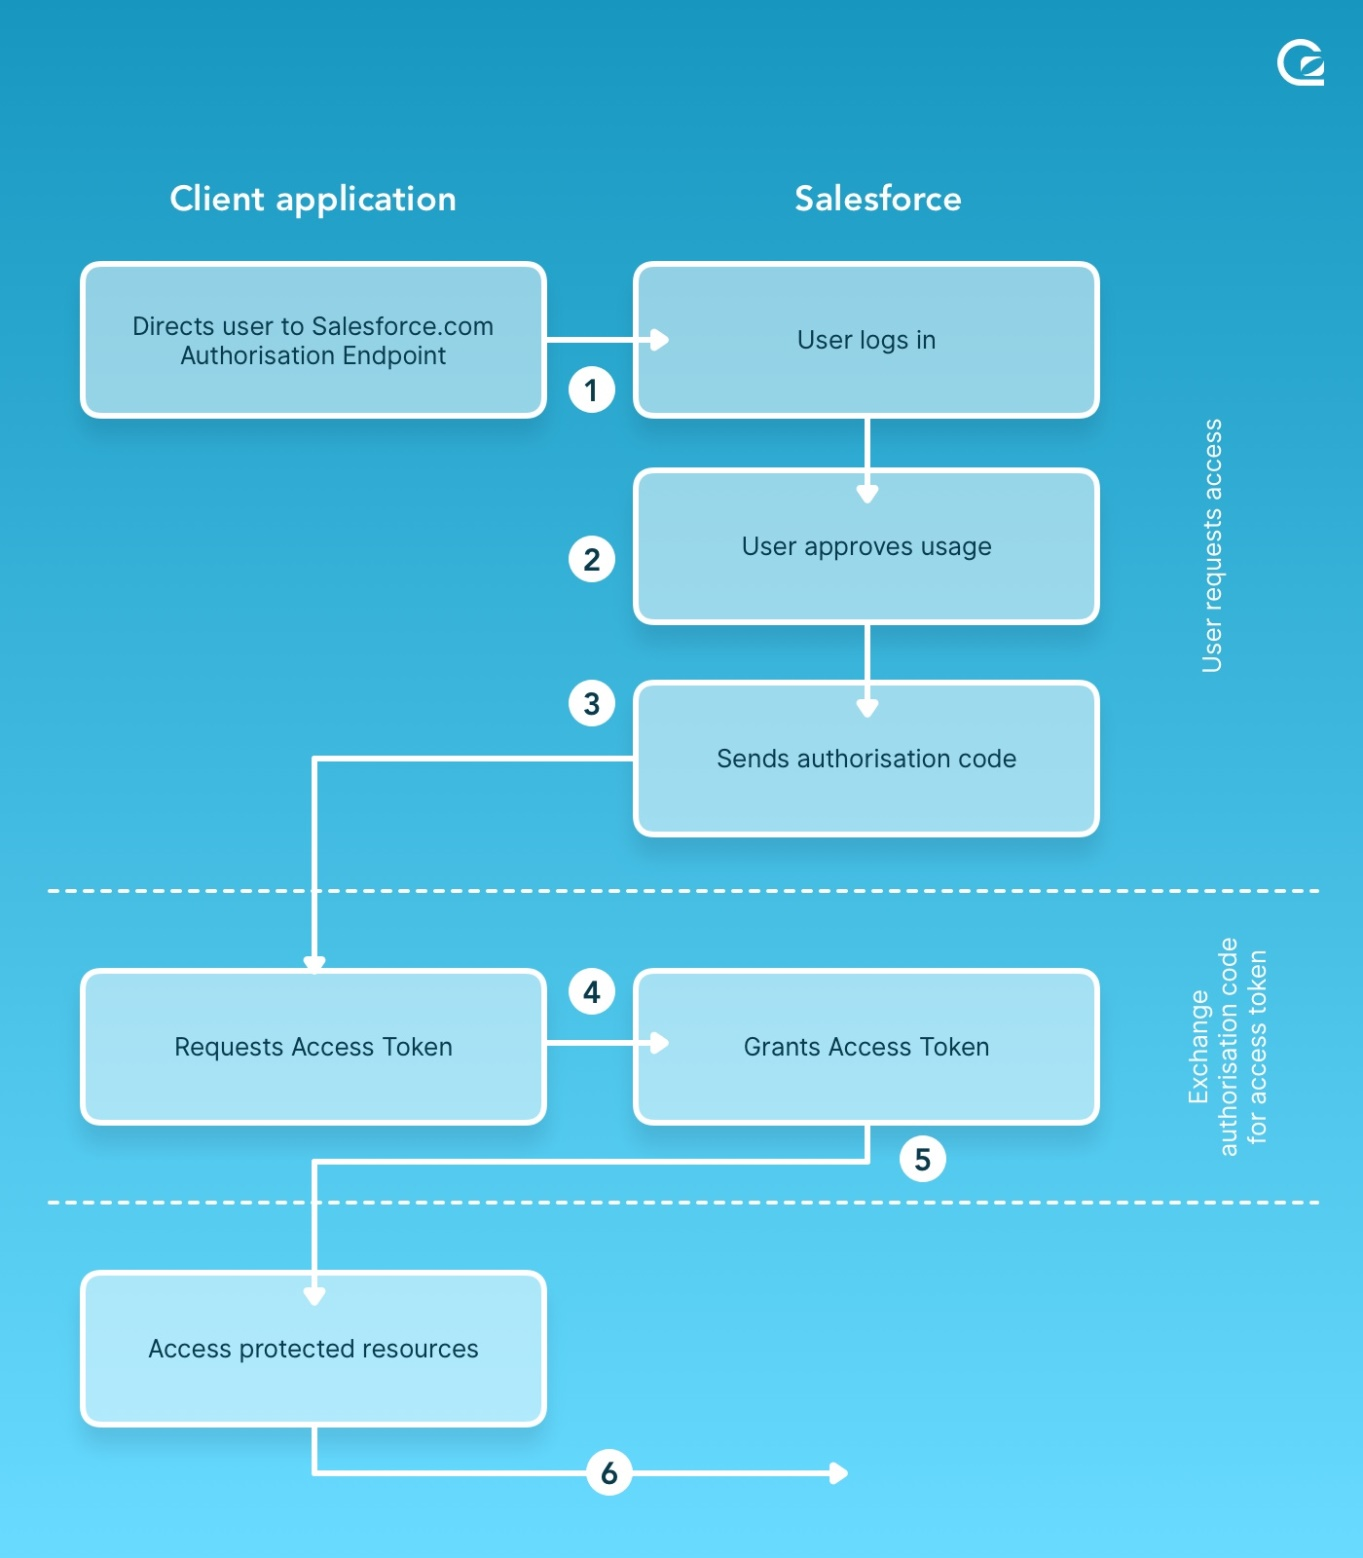 Client application
Salesforce
Directs user to Salesforce.com
Authorisation Endpoint
User logs in
1
User approves usage
2
User requests access
3
Sends authorisation code
4
Requests Access Token
Grants Access Token
Exchange
authorisation code
for access token
5
Access protected resources
6